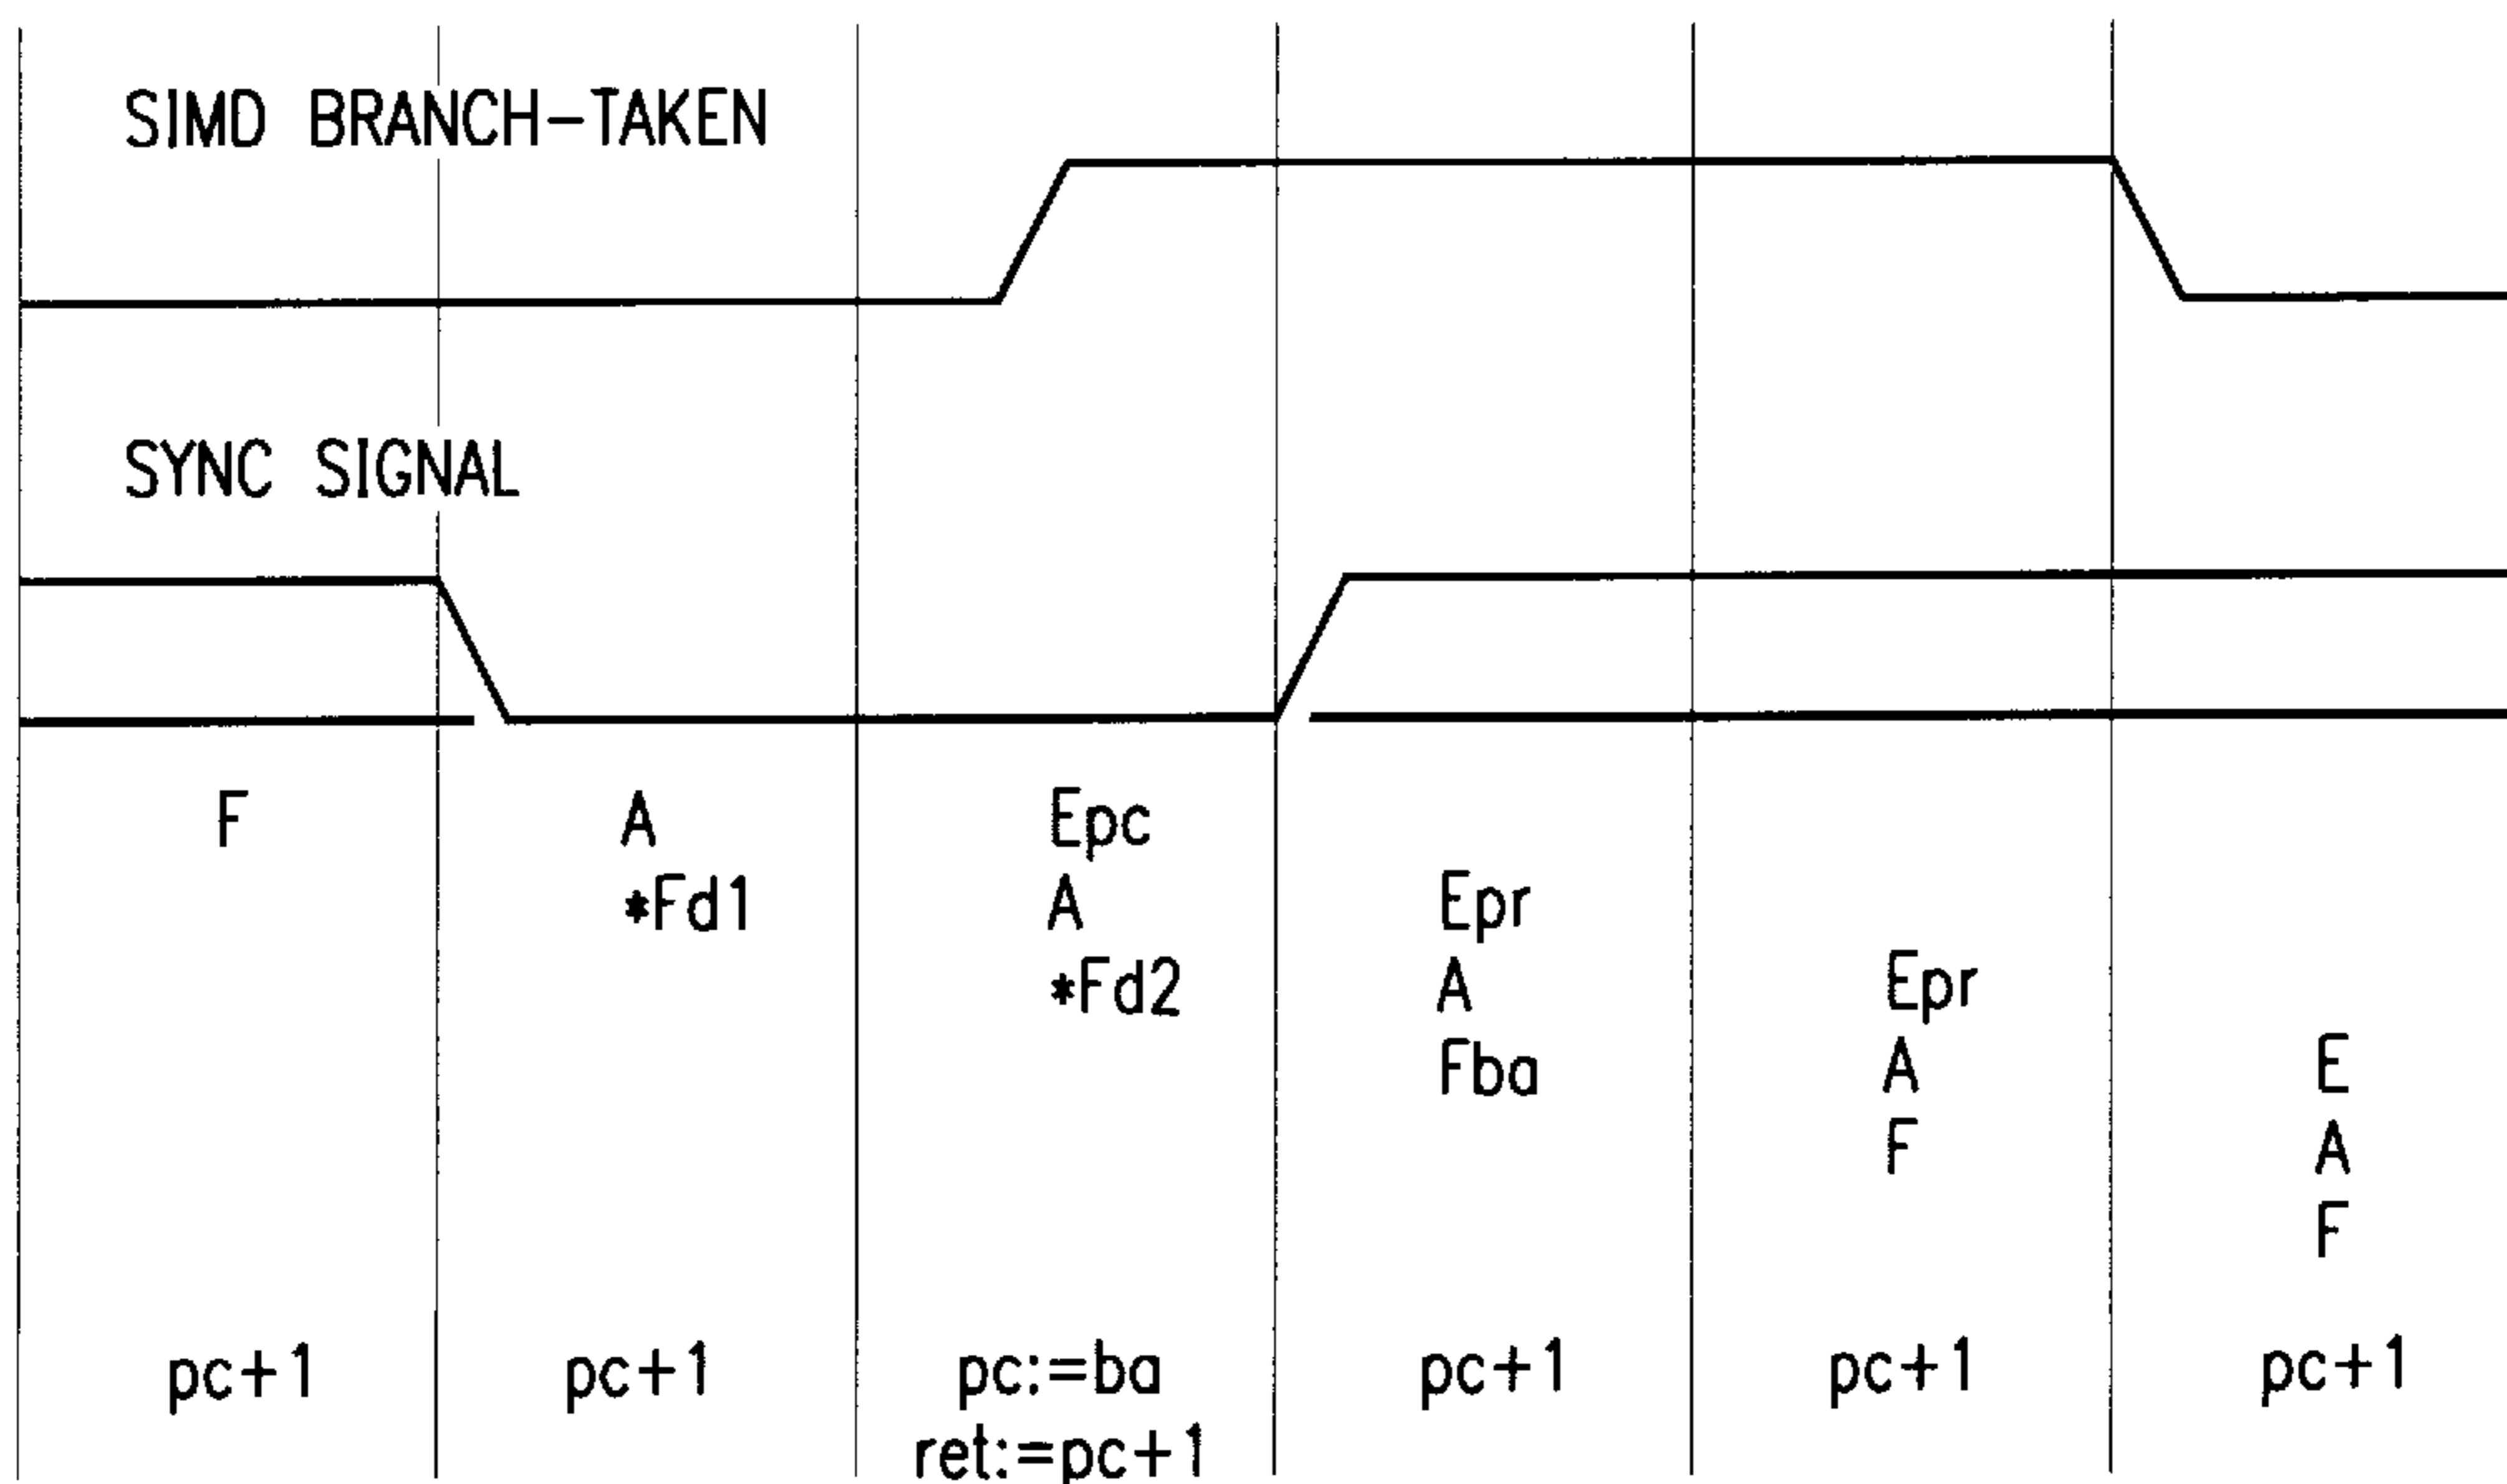 SIMD BRANCH-TAKEN
SYNC SIGNAL
F A Epc
*Fd1 A Epr
*Fd2 A Epr
Fba A E
F A
F
pc+1 pc+1 pc:=ba pc+1 pc+1 pc+1
ret:=pc+1